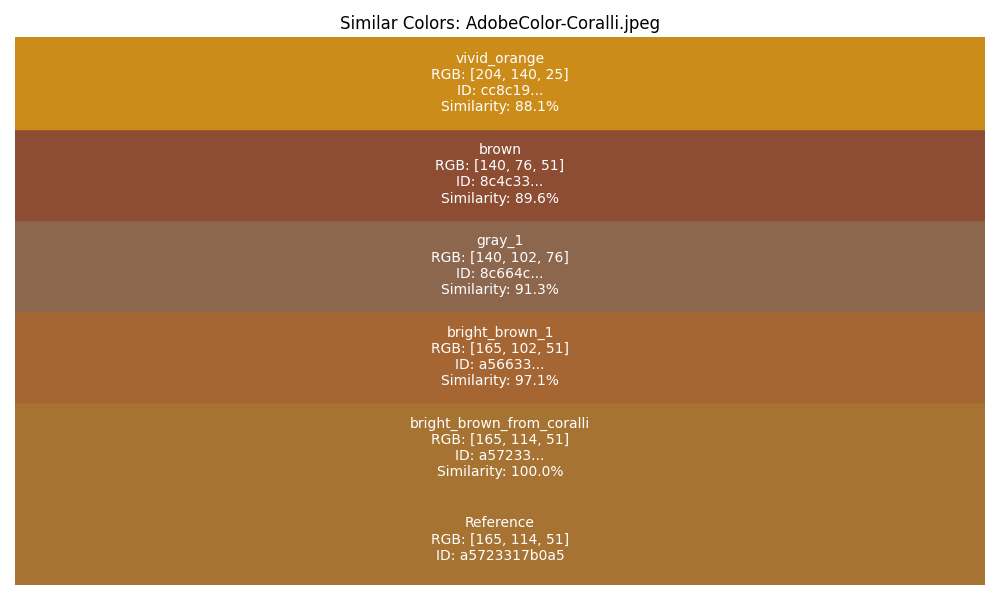 Similar Colors: AdobeColor-Coralli.jpeg
vivid_orange
RGB: [204, 140, 25]
ID: cc8c19...
Similarity: 88.1%
brown
RGB: [140, 76, 51]
ID: 8c4c33...
Similarity: 89.6%
gray_1
RGB: [140, 102, 76]
ID: 8c664c...
Similarity: 91.3%
bright_brown_1
RGB: [165, 102, 51]
ID: a56633...
Similarity: 97.1%
bright_brown_from_coralli
RGB: [165, 114, 51]
ID: a57233...
Similarity: 100.0%
Reference
RGB: [165, 114, 51]
ID: a5723317b0a5